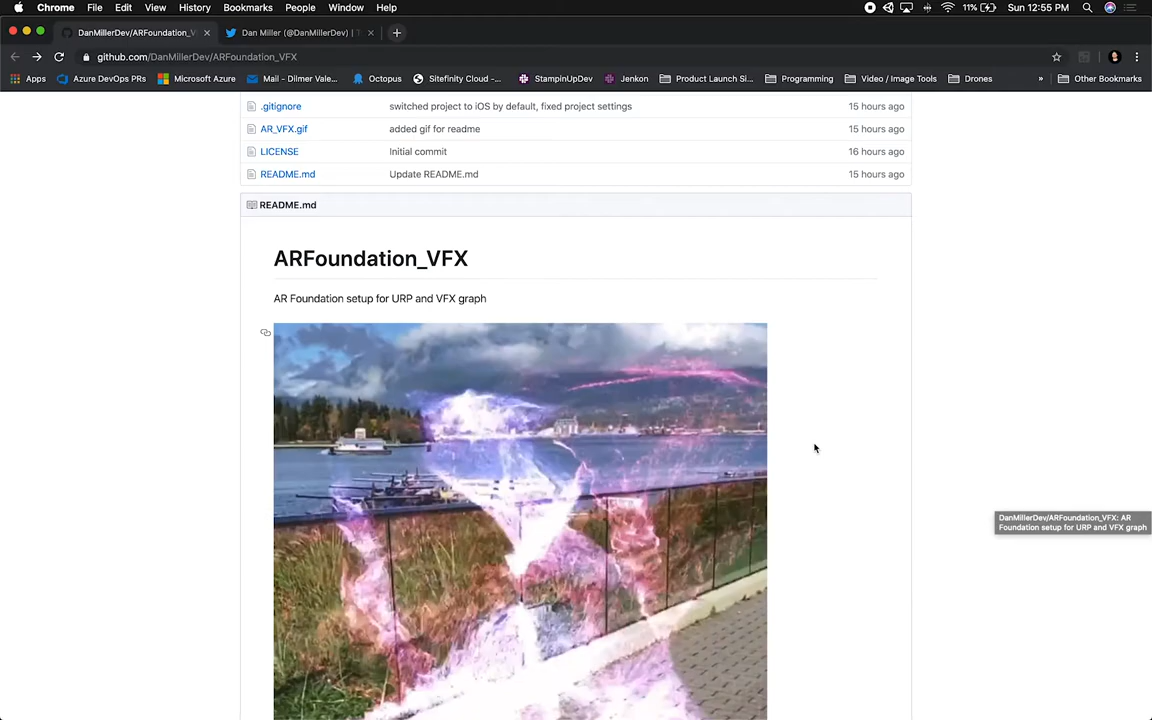 Chrome File Edit View History Bookmarks People Window Help 11% Sun 12:55 PM
DanMillerDev/ARFoundation_V Dan Miller (@DanMillerDev) | T
github.com/DanMillerDev/ARFoundation_VFX
Apps Azure DevOps PRs Microsoft Azure Mail - Dilmer Vale... Octopus Sitefinity Cloud -... StampinUpDev Jenkon Product Launch Si... Programming Video / Image Tools Drones » Other Bookmarks
.gitignore switched project to iOS by default, fixed project settings 15 hours ago
AR_VFX.gif added gif for readme 15 hours ago
LICENSE Initial commit 16 hours ago
README.md Update README.md 15 hours ago
README.md
ARFoundation_VFX
AR Foundation setup for URP and VFX graph
DanMillerDev/ARFoundation_VFX: AR
Foundation setup for URP and VFX graph